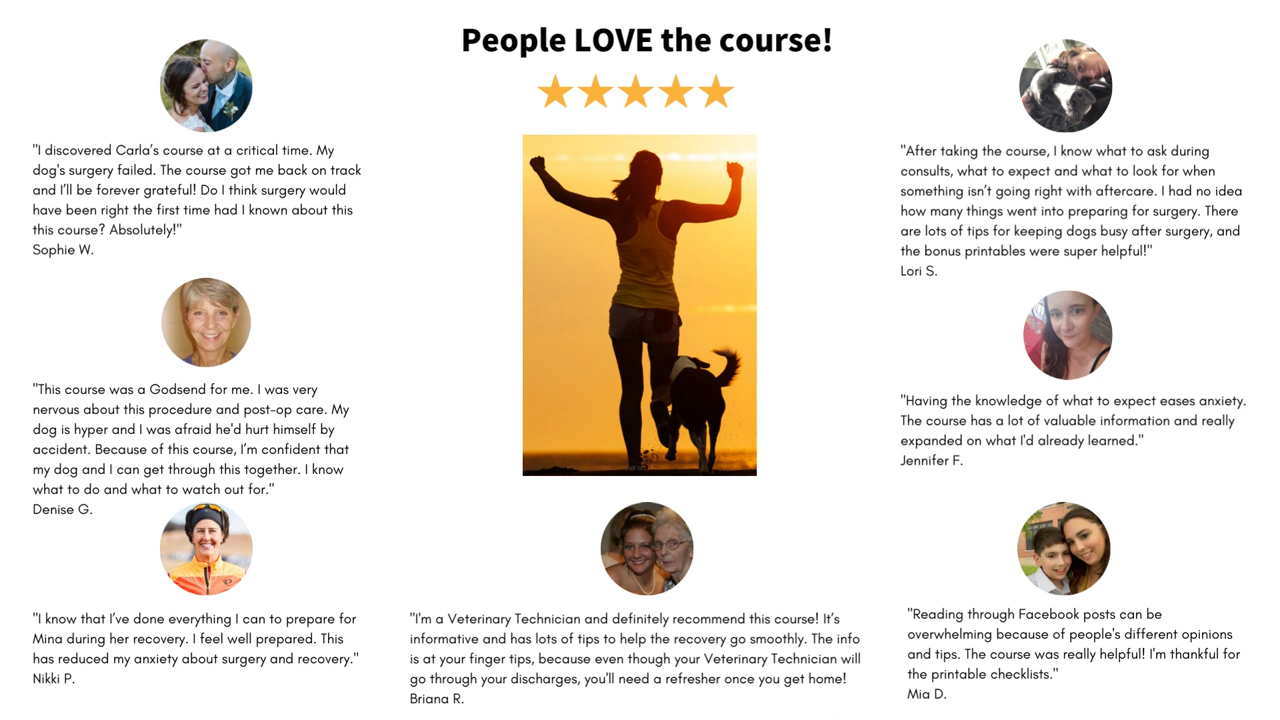 People LOVE the course!
"I discovered Carla's course at a critical time. My
dog's surgery failed. The course got me back on track
and I'll be forever grateful! Do I think surgery would
have been right the first time had I known about this
this course? Absolutely!"
Sophie W.
"This course was a Godsend for me. I was very
nervous about this procedure and post-op care. My
dog is hyper and I was afraid he'd hurt himself by
accident. Because of this course, I'm confident that
my dog and I can get through this together. I know
what to do and what to watch out for."
Denise G.
"I know that I've done everything I can to prepare for
Mina during her recovery. I feel well prepared. This
has reduced my anxiety about surgery and recovery."
Nikki P.
"I'm a Veterinary Technician and definitely recommend this course! It's
informative and has lots of tips to help the recovery go smoothly. The info
is at your finger tips, because even though your Veterinary Technician will
go through your discharges, you'll need a refresher once you get home!
Briana R.
"After taking the course, I know what to ask during
consults, what to expect and what to look for when
something isn't going right with aftercare. I had no idea
how many things went into preparing for surgery. There
are lots of tips for keeping dogs busy after surgery, and
the bonus printables were super helpful!"
Lori S.
"Having the knowledge of what to expect eases anxiety.
The course has a lot of valuable information and really
expanded on what I'd already learned."
Jennifer F.
"Reading through Facebook posts can be
overwhelming because of people's different opinions
and tips. The course was really helpful! I'm thankful for
the printable checklists."
Mia D.